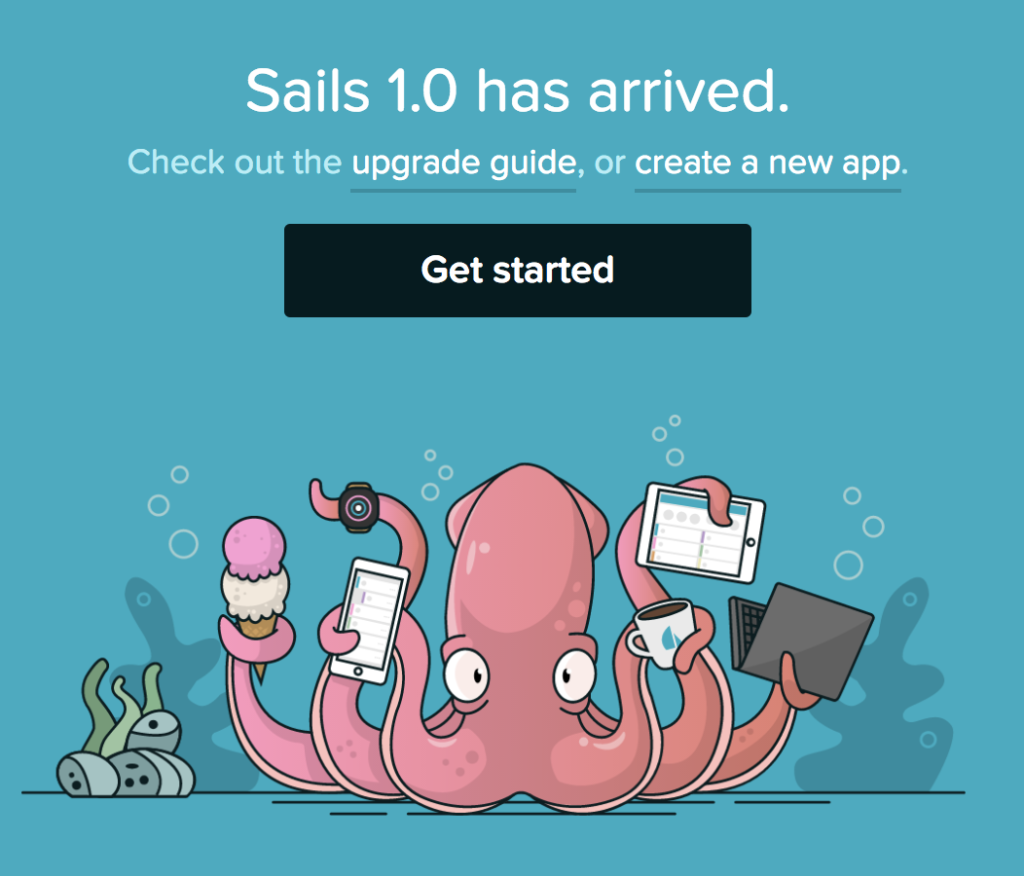 Sails 1.0 has arrived.
Check out the upgrade guide, or create a new app.
Get started